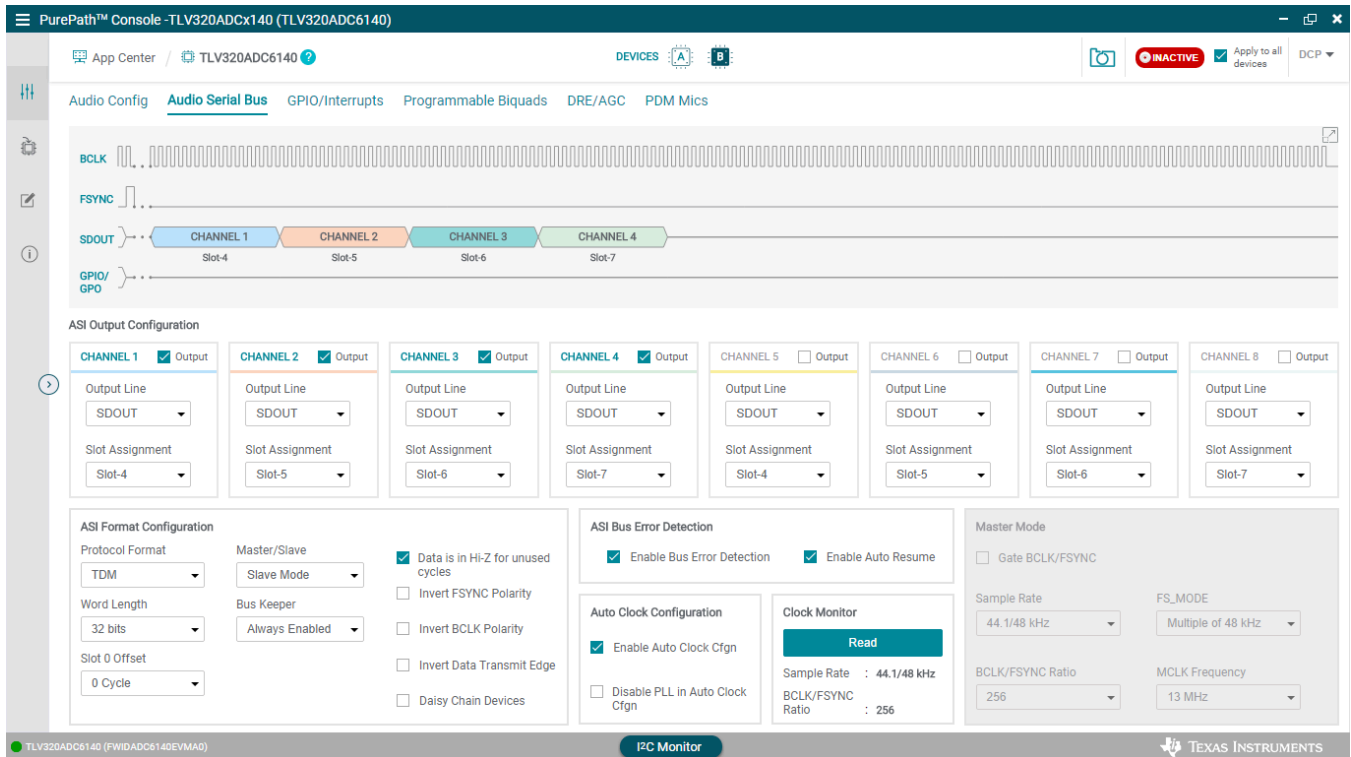 PurePath™ Console -TLV320ADCx140 (TLV320ADC6140)
App Center / TLV320ADC6140 ?
DEVICES A B
INACTIVE
Apply to all
devices
DCP
Audio Config Audio Serial Bus GPIO/Interrupts Programmable Biquads DRE/AGC PDM Mics
BCLK
FSYNC
SDOUT CHANNEL 1 CHANNEL 2 CHANNEL 3 CHANNEL 4
Slot-4 Slot-5 Slot-6 Slot-7
GPIO/
GPO
ASI Output Configuration
CHANNEL 1 Output CHANNEL 2 Output CHANNEL 3 Output CHANNEL 4 Output CHANNEL 5 Output CHANNEL 6 Output CHANNEL 7 Output CHANNEL 8 Output
Output Line Output Line Output Line Output Line Output Line Output Line Output Line Output Line
SDOUT SDOUT SDOUT SDOUT SDOUT SDOUT SDOUT SDOUT
Slot Assignment Slot Assignment Slot Assignment Slot Assignment Slot Assignment Slot Assignment Slot Assignment Slot Assignment
Slot-4 Slot-5 Slot-6 Slot-7 Slot-4 Slot-5 Slot-6 Slot-7
ASI Format Configuration
Protocol Format
TDM
Word Length
32 bits
Slot 0 Offset
0 Cycle
Master/Slave
Slave Mode
Bus Keeper
Always Enabled
Data is in Hi-Z for unused
cycles
Invert FSYNC Polarity
Invert BCLK Polarity
Invert Data Transmit Edge
Daisy Chain Devices
ASI Bus Error Detection
Enable Bus Error Detection Enable Auto Resume
Auto Clock Configuration
Enable Auto Clock Cfgn
Disable PLL in Auto Clock
Cfgn
Clock Monitor
Read
Sample Rate : 44.1/48 kHz
BCLK/FSYNC
Ratio : 256
Master Mode
Gate BCLK/FSYNC
Sample Rate FS_MODE
44.1/48 kHz Multiple of 48 kHz
BCLK/FSYNC Ratio MCLK Frequency
256 13 MHz
TLV320ADC6140 (FWIDADC6140EVMA0)
I²C Monitor
TEXAS INSTRUMENTS